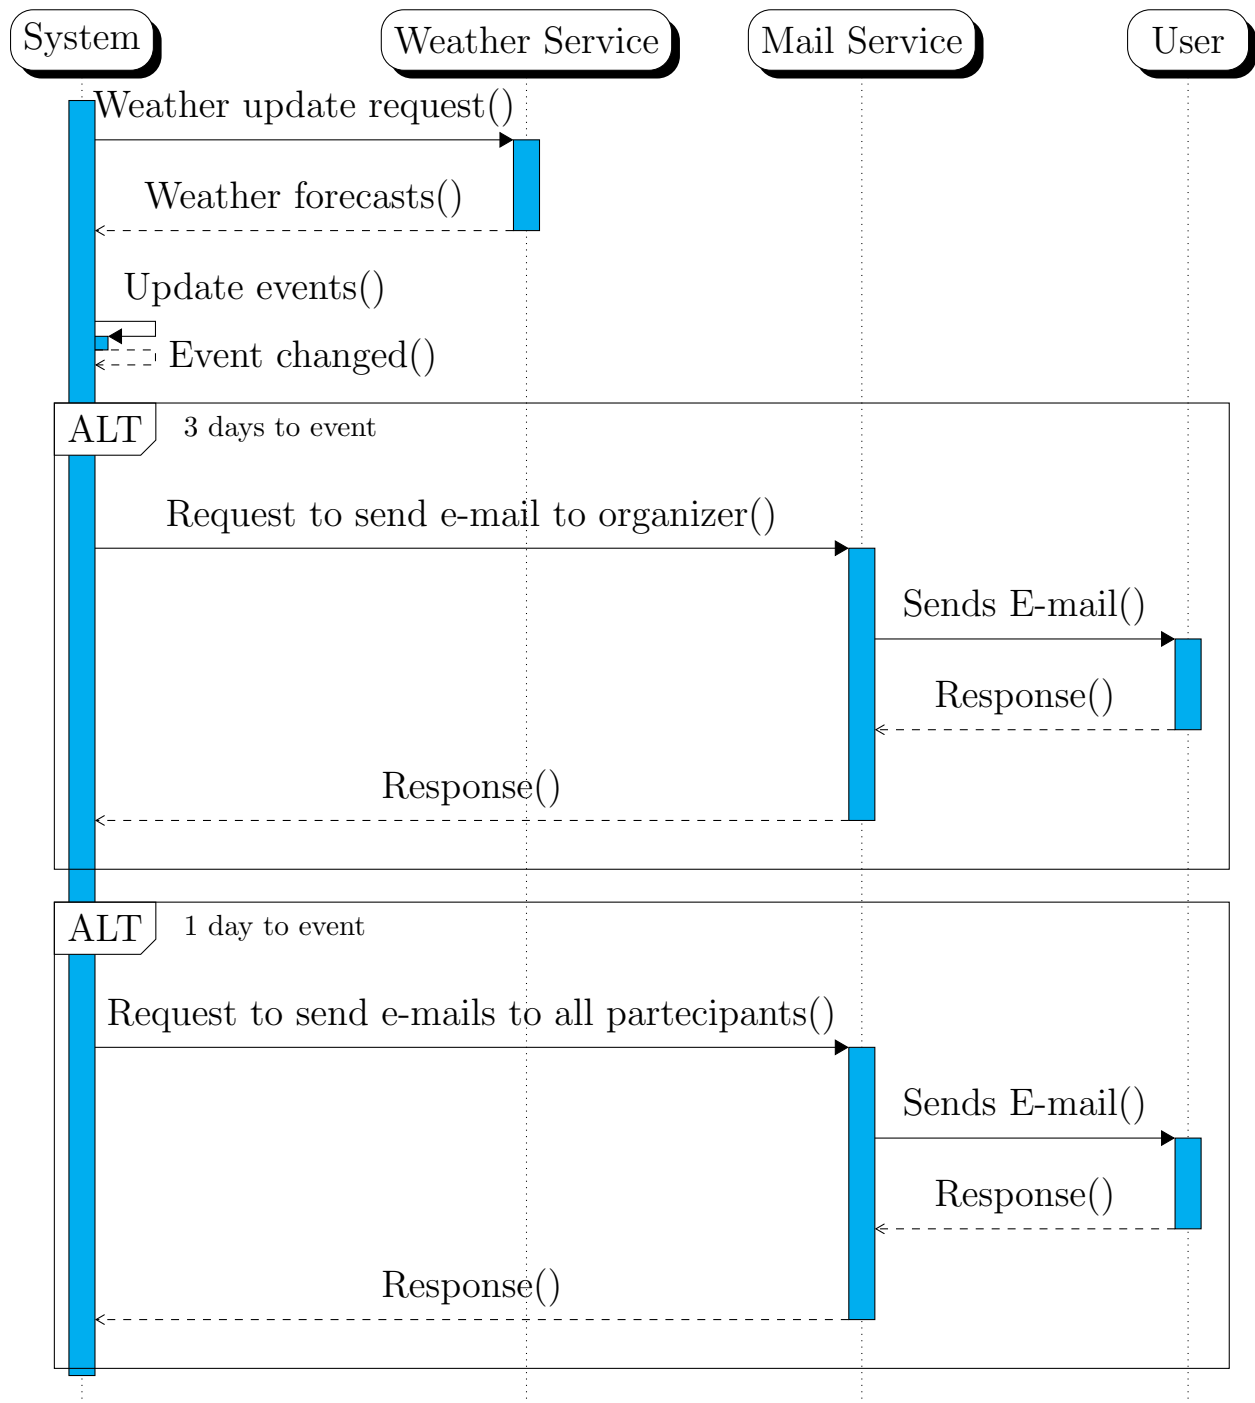 System
Weather Service
Mail Service
User
Weather update request()
Weather forecasts()
Update events()
Event changed()
ALT
3 days to event
Request to send e-mail to organizer()
Sends E-mail()
Response()
Response()
ALT
1 day to event
Request to send e-mails to all partecipants()
Sends E-mail()
Response()
Response()